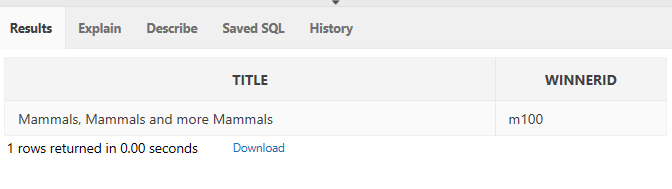 Results Explain Describe Saved SQL History
TITLE WINNERID
Mammals, Mammals and more Mammals m100
1 rows returned in 0.00 seconds Download